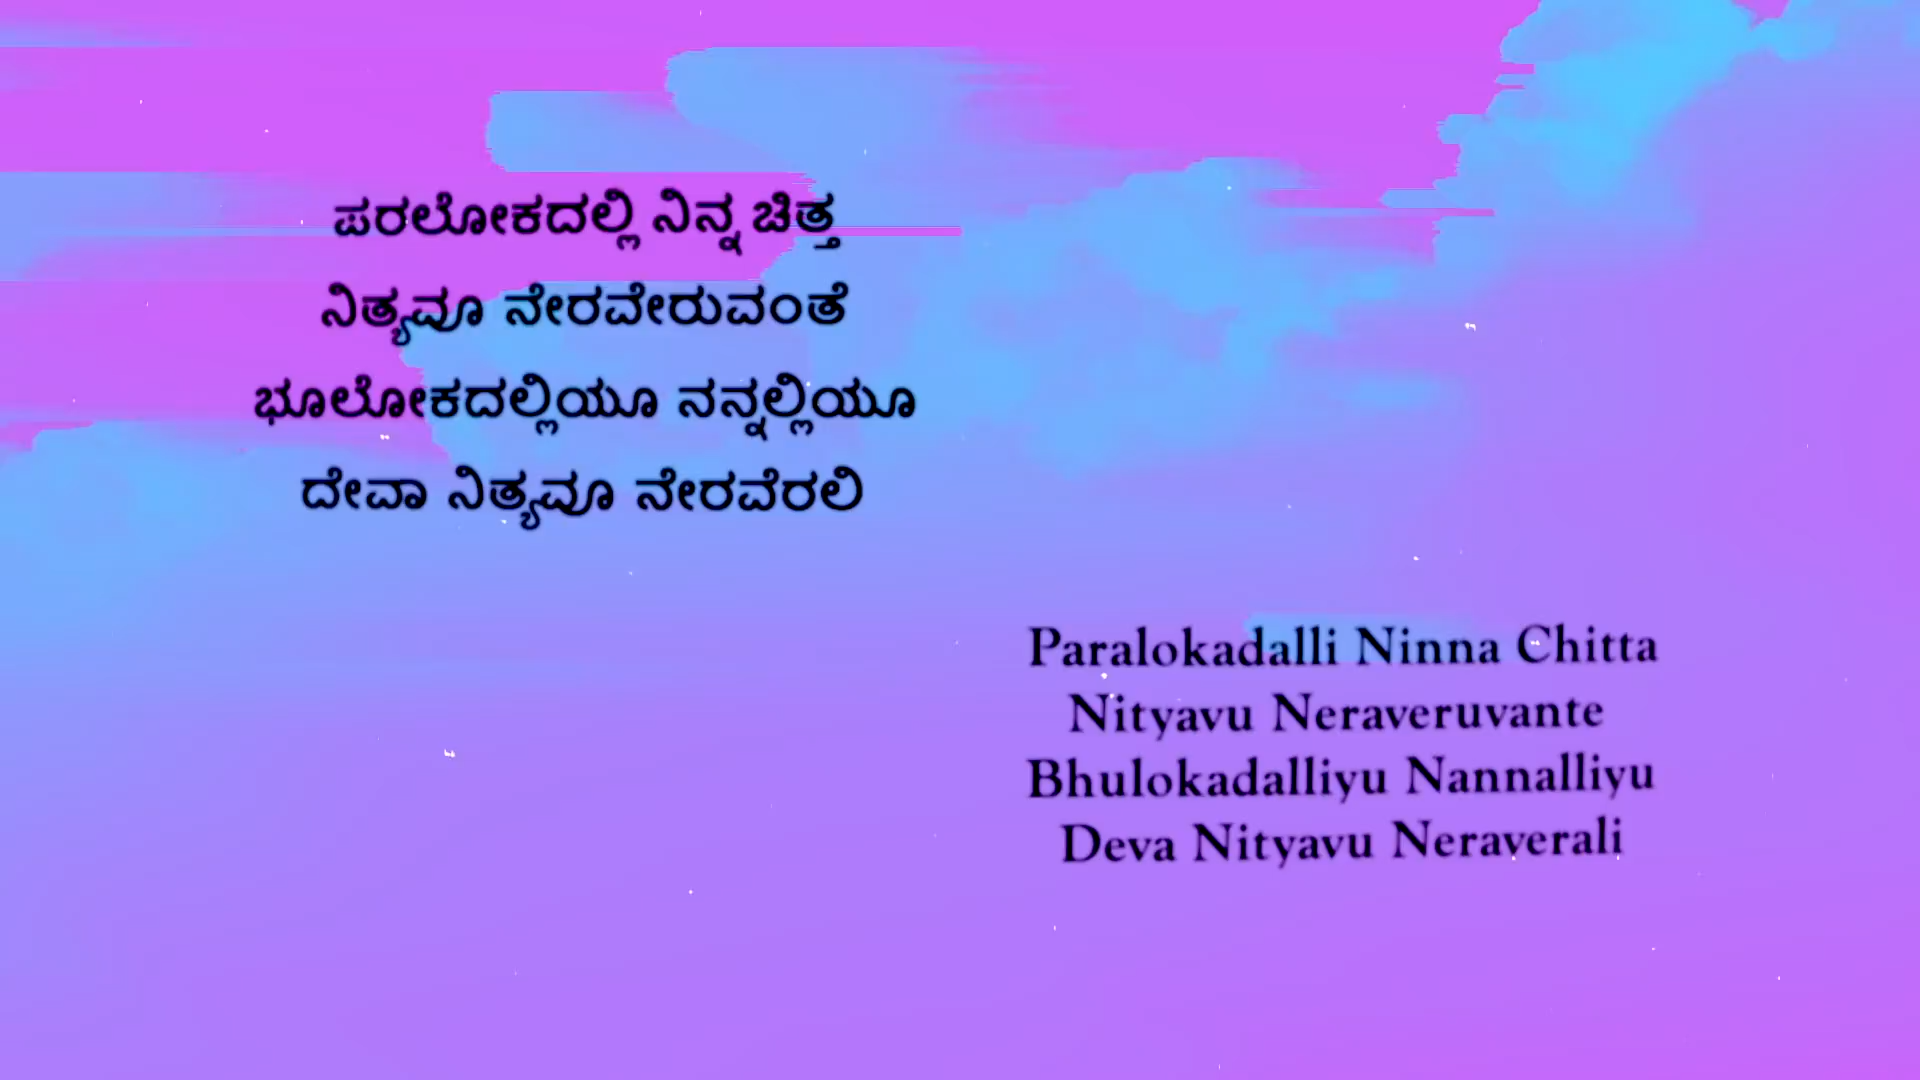 ಪರಲೋಕದಲ್ಲಿ ನಿನ್ನ ಚಿತ್ತ
ನಿತ್ಯವೂ ನೇರವೇರುವಂತೆ
ಭೂಲೋಕದಲ್ಲಿಯೂ ನನ್ನಲ್ಲಿಯೂ
ದೇವಾ ನಿತ್ಯವೂ ನೇರವೆರಲಿ
Paralokadalli Ninna Chitta
Nityavu Neraveruvante
Bhulokadalliyu Nannalliyu
Deva Nityavu Neraverali